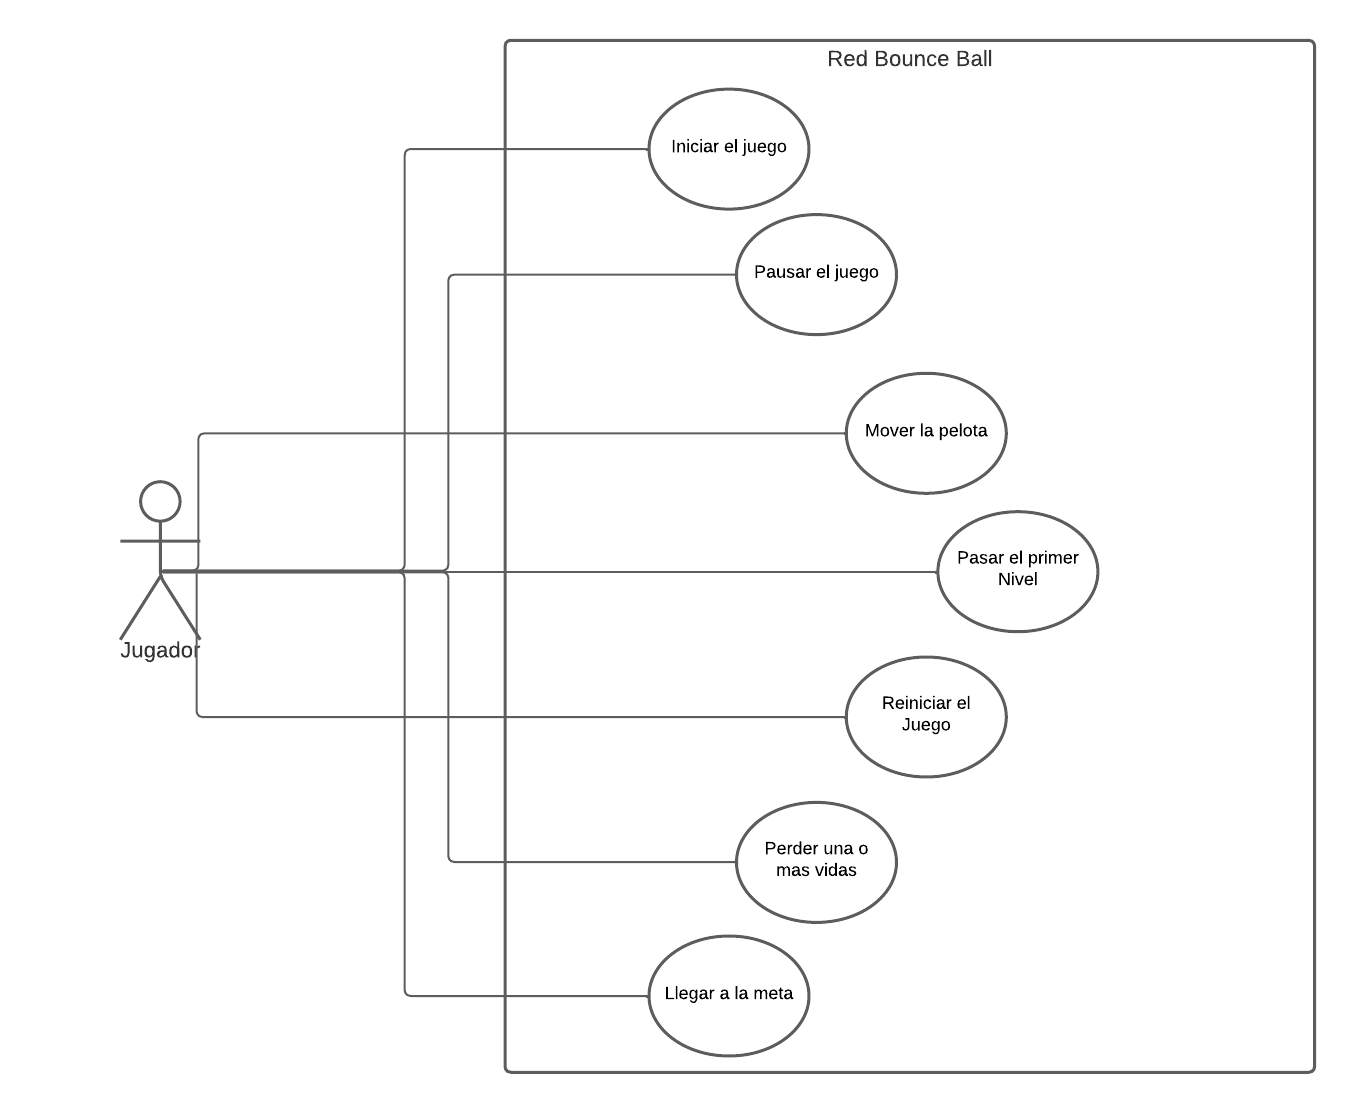 Red Bounce Ball
Iniciar el juego
Pausar el juego
Mover la pelota
Pasar el primer
Nivel
Jugador
Reiniciar el
Juego
Perder una o
mas vidas
Llegar a la meta